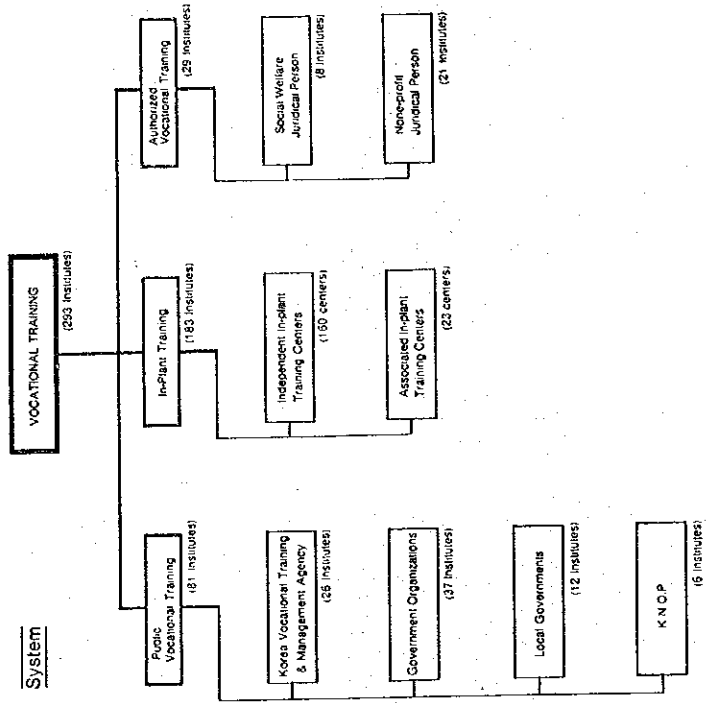 System
VOCATIONAL TRAINING
(293 Institutes)
Public
Vocational Training
(81 Institutes)
Korea Vocational Training
& Management Agency
(26 Institutes)
Government Organizations
(37 Institutes)
Local Governments
(12 Institutes)
K N O P
(6 Institutes)
In-Plant Training
(183 Institutes)
Independent In-plant
Training Centers
(160 centers)
Associated In-plant
Training Centers
(23 centers)
Authorized
Vocational Training
(29 Institutes)
Social Welfare
Juridical Person
(8 Institutes)
None-profit
Juridical Person
(21 Institutes)